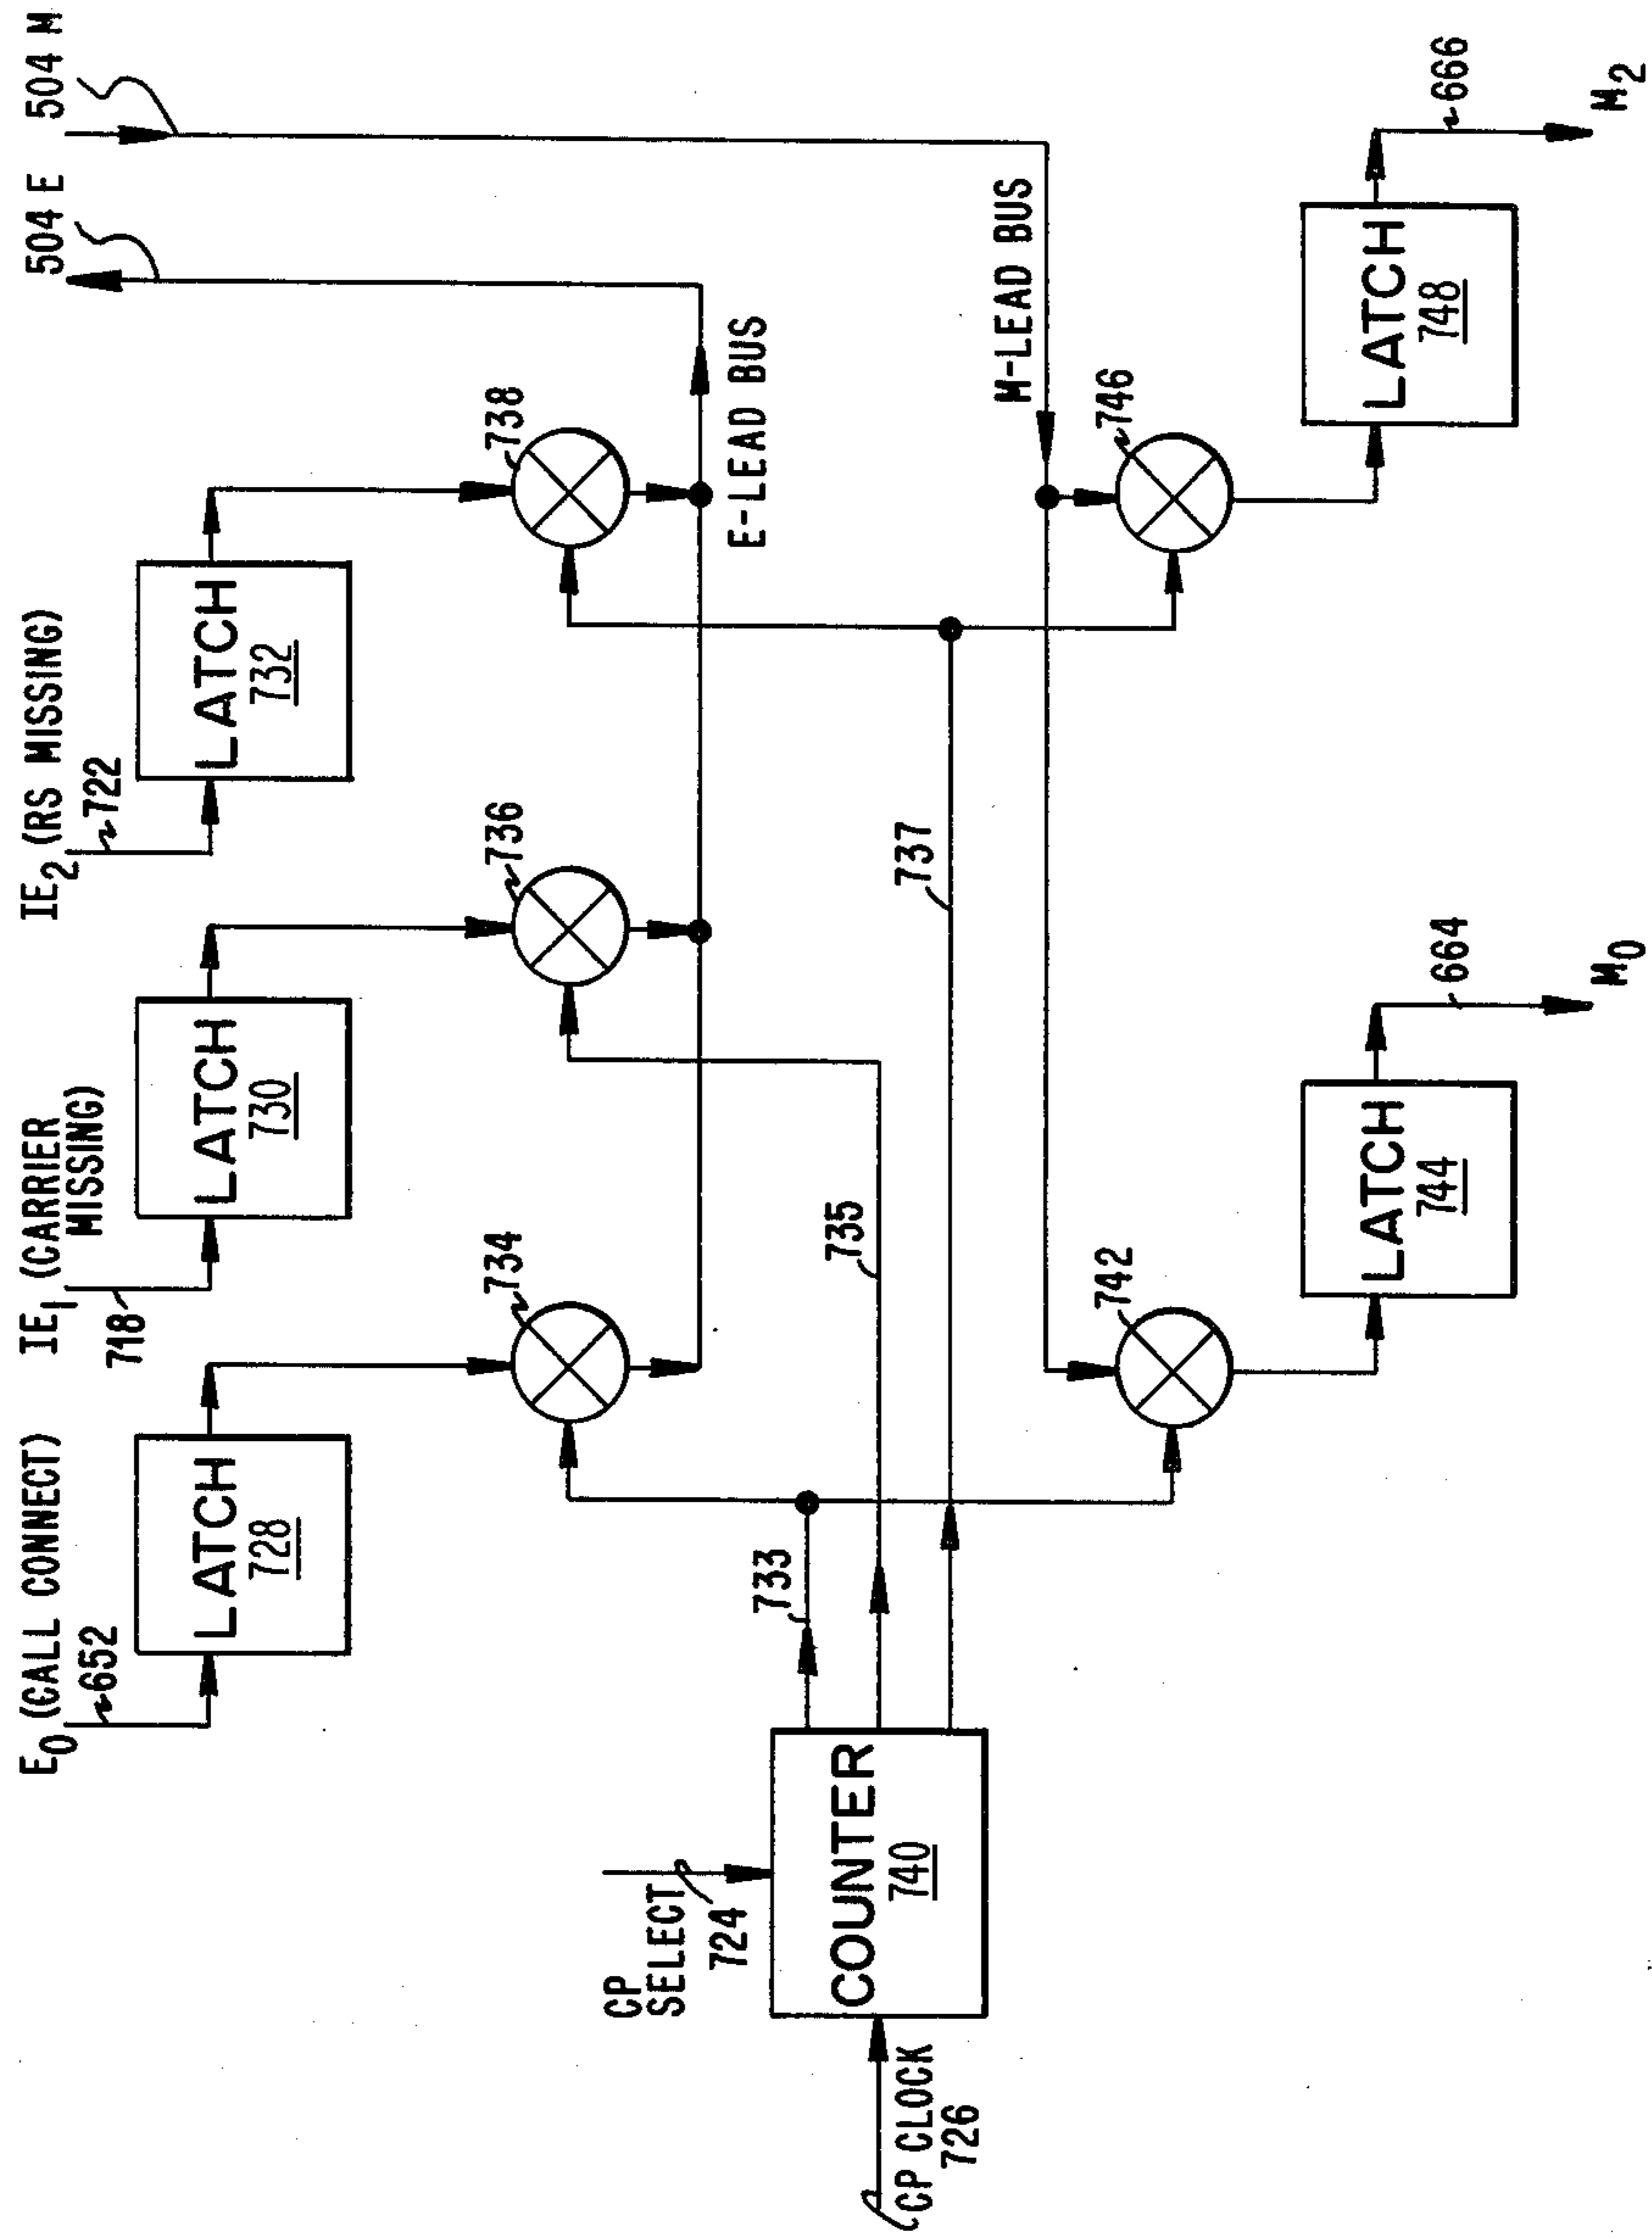 E0 (CALL CONNECT)
652
IE1 (CARRIER
MISSING)
718
IE2 (RS MISSING)
722
504 E
504 M
LATCH
728
LATCH
730
LATCH
732
734
736
738
E-LEAD BUS
CP
SELECT
724
733
735
737
M-LEAD BUS
COUNTER
740
CP CLOCK
726
742
746
LATCH
744
LATCH
748
664
666
M0
M2